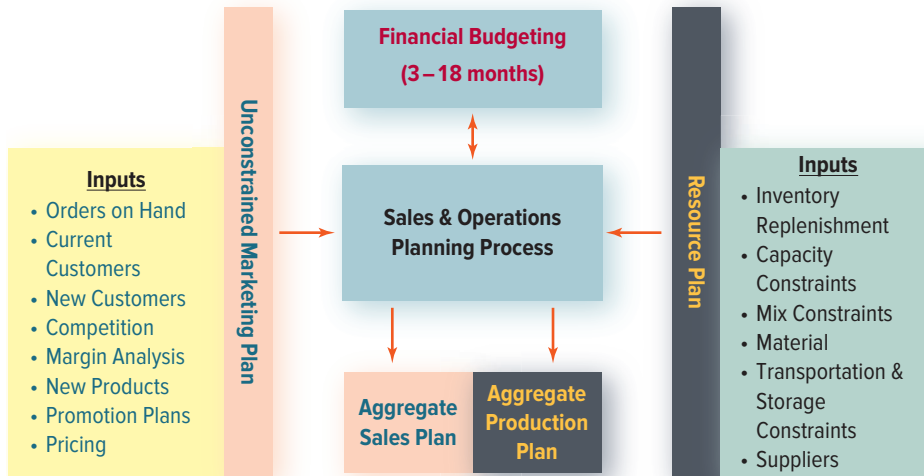 Financial Budgeting
(3 – 18 months)
Unconstrained Marketing Plan
Inputs
• Orders on Hand
• Current
Customers
• New Customers
• Competition
• Margin Analysis
• New Products
• Promotion Plans
• Pricing
Sales & Operations
Planning Process
Resource Plan
Inputs
• Inventory
Replenishment
• Capacity
Constraints
• Mix Constraints
• Material
• Transportation &
Storage
Constraints
• Suppliers
Aggregate
Sales Plan
Aggregate
Production
Plan